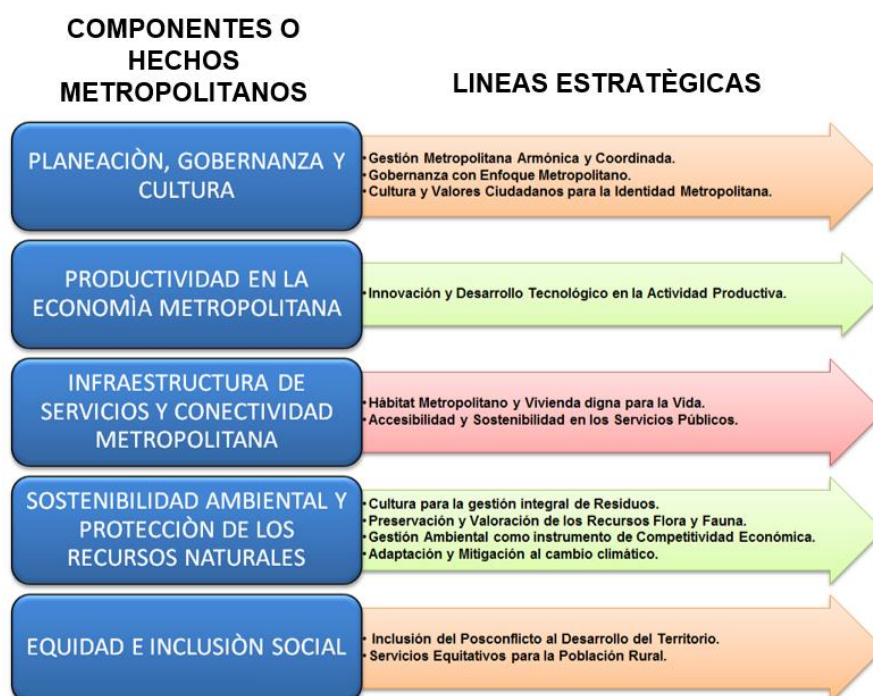 COMPONENTES O
HECHOS
METROPOLITANOS
LINEAS ESTRATÈGICAS
PLANEACIÒN, GOBERNANZA Y
CULTURA
• Gestión Metropolitana Armónica y Coordinada.
• Gobernanza con Enfoque Metropolitano.
• Cultura y Valores Ciudadanos para la Identidad Metropolitana.
PRODUCTIVIDAD EN LA
ECONOMÌA METROPOLITANA
• Innovación y Desarrollo Tecnológico en la Actividad Productiva.
INFRAESTRUCTURA DE
SERVICIOS Y CONECTIVIDAD
METROPOLITANA
• Hábitat Metropolitano y Vivienda digna para la Vida.
• Accesibilidad y Sostenibilidad en los Servicios Públicos.
SOSTENIBILIDAD AMBIENTAL Y
PROTECCIÒN DE LOS
RECURSOS NATURALES
• Cultura para la gestión integral de Residuos.
• Preservación y Valoración de los Recursos Flora y Fauna.
• Gestión Ambiental como instrumento de Competitividad Económica.
• Adaptación y Mitigación al cambio climático.
EQUIDAD E INCLUSIÒN SOCIAL
• Inclusión del Posconflicto al Desarrollo del Territorio.
• Servicios Equitativos para la Población Rural.